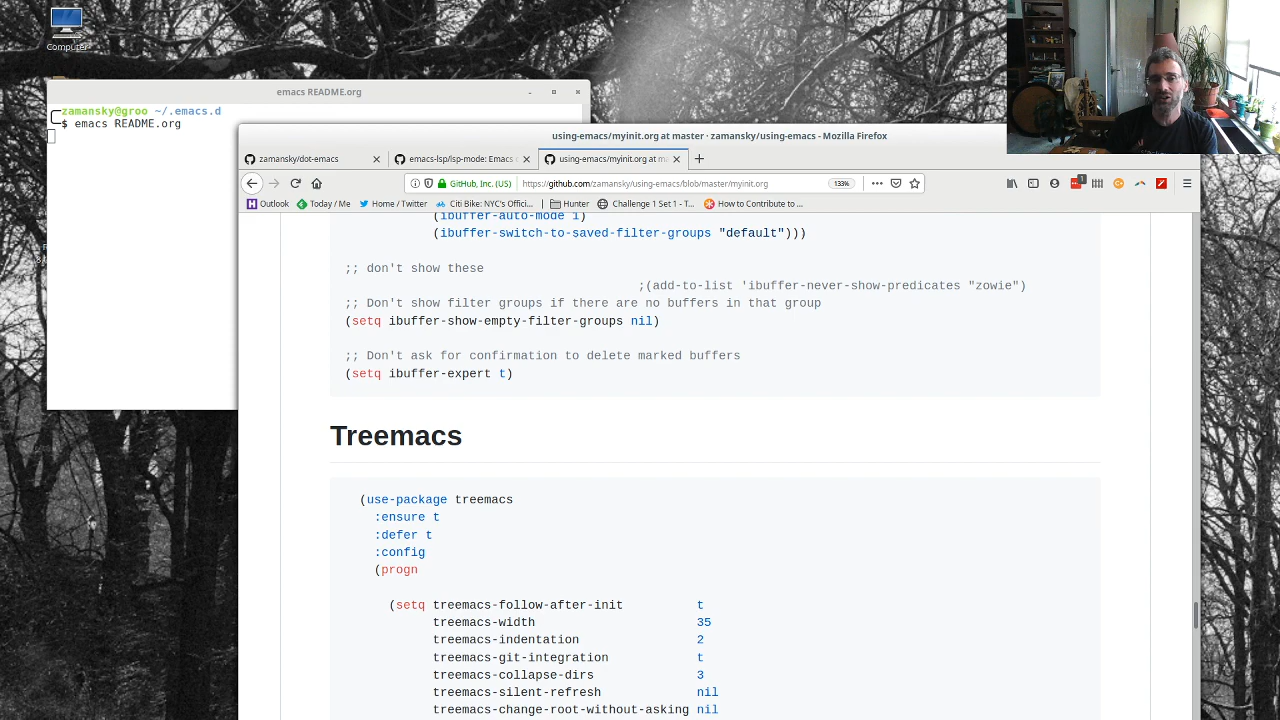 Computer
emacs README.org
zamansky@groo ~/.emacs.d
$ emacs README.org
using-emacs/myinit.org at master · zamansky/using-emacs - Mozilla Firefox
zamansky/dot-emacs
emacs-lsp/lsp-mode: Emacs
using-emacs/myinit.org at ma
GitHub, Inc. (US)
https://github.com/zamansky/using-emacs/blob/master/myinit.org
133%
1
Outlook
Today / Me
Home / Twitter
Citi Bike: NYC's Offici...
Hunter
Challenge 1 Set 1 - T...
How to Contribute to ...
(ibuffer-auto-mode 1)
(ibuffer-switch-to-saved-filter-groups "default")))
;; don't show these
;(add-to-list 'ibuffer-never-show-predicates "zowie")
;; Don't show filter groups if there are no buffers in that group
(setq ibuffer-show-empty-filter-groups nil)
;; Don't ask for confirmation to delete marked buffers
(setq ibuffer-expert t)
Treemacs
(use-package treemacs
:ensure t
:defer t
:config
(progn
(setq treemacs-follow-after-init t
treemacs-width 35
treemacs-indentation 2
treemacs-git-integration t
treemacs-collapse-dirs 3
treemacs-silent-refresh nil
treemacs-change-root-without-asking nil